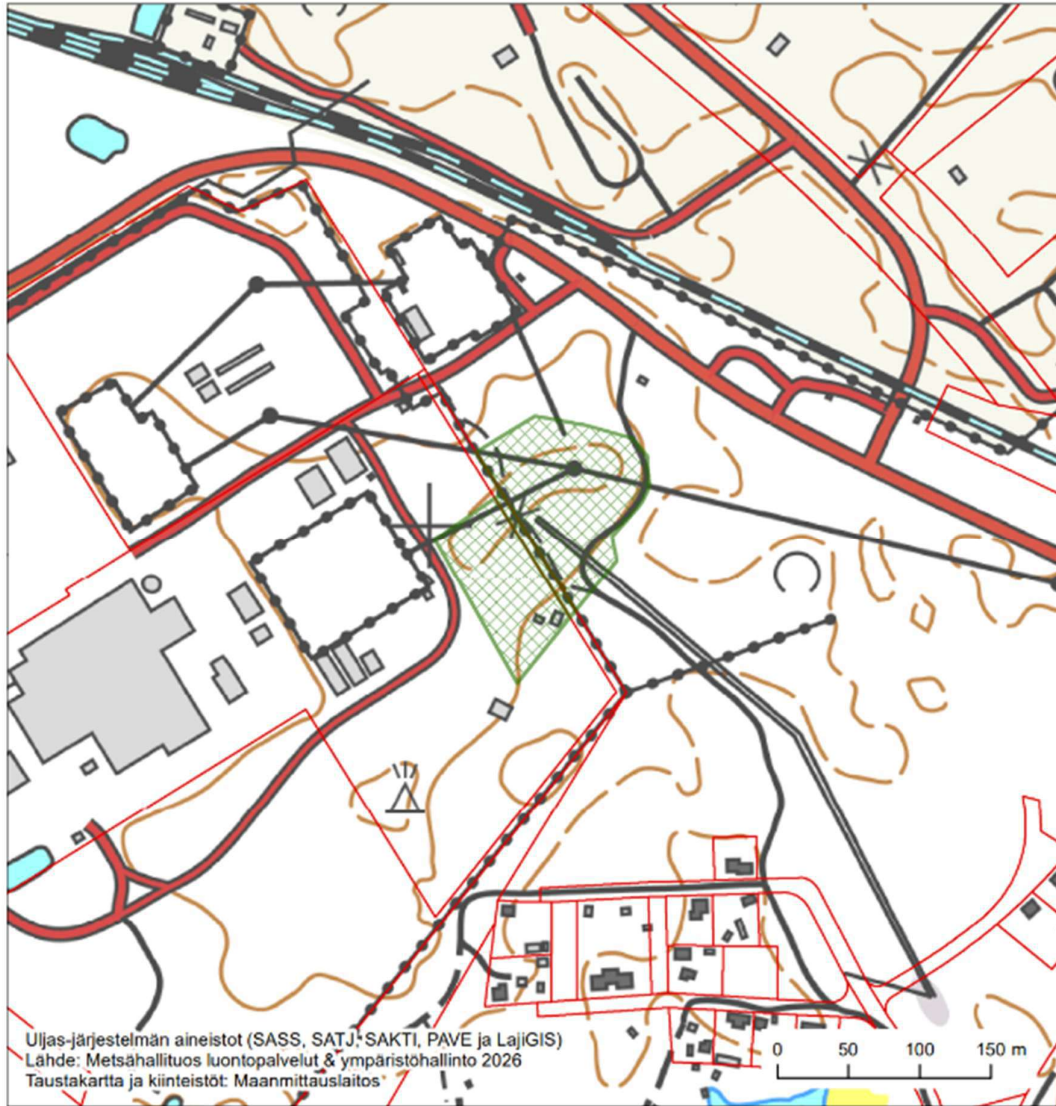 Uljas-järjestelmän aineistot (SASS, SATJ, SAKTI, PAVE ja LajiGIS)
Lähde: Metsähallituos luontopalvelut & ympäristöhallinto 2026
Taustakartta ja kiinteistöt: Maanmittauslaitos
0 50 100 150 m